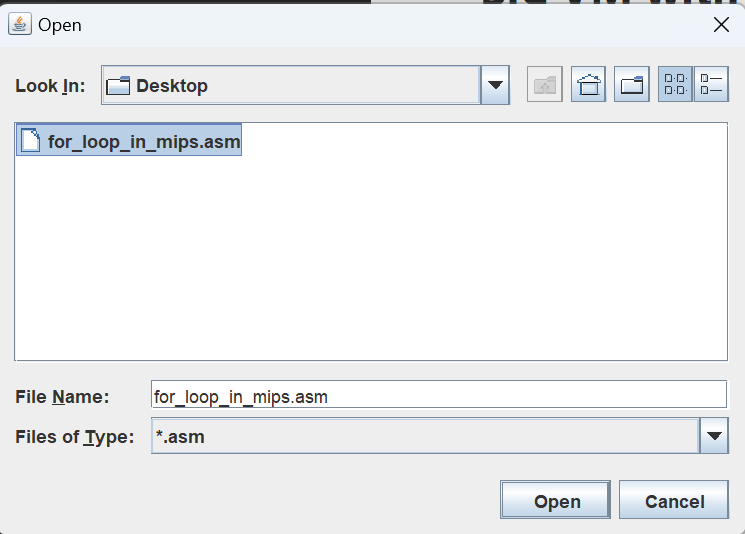 Open
Look In: Desktop
for_loop_in_mips.asm
File Name: for_loop_in_mips.asm
Files of Type: *.asm
Open Cancel